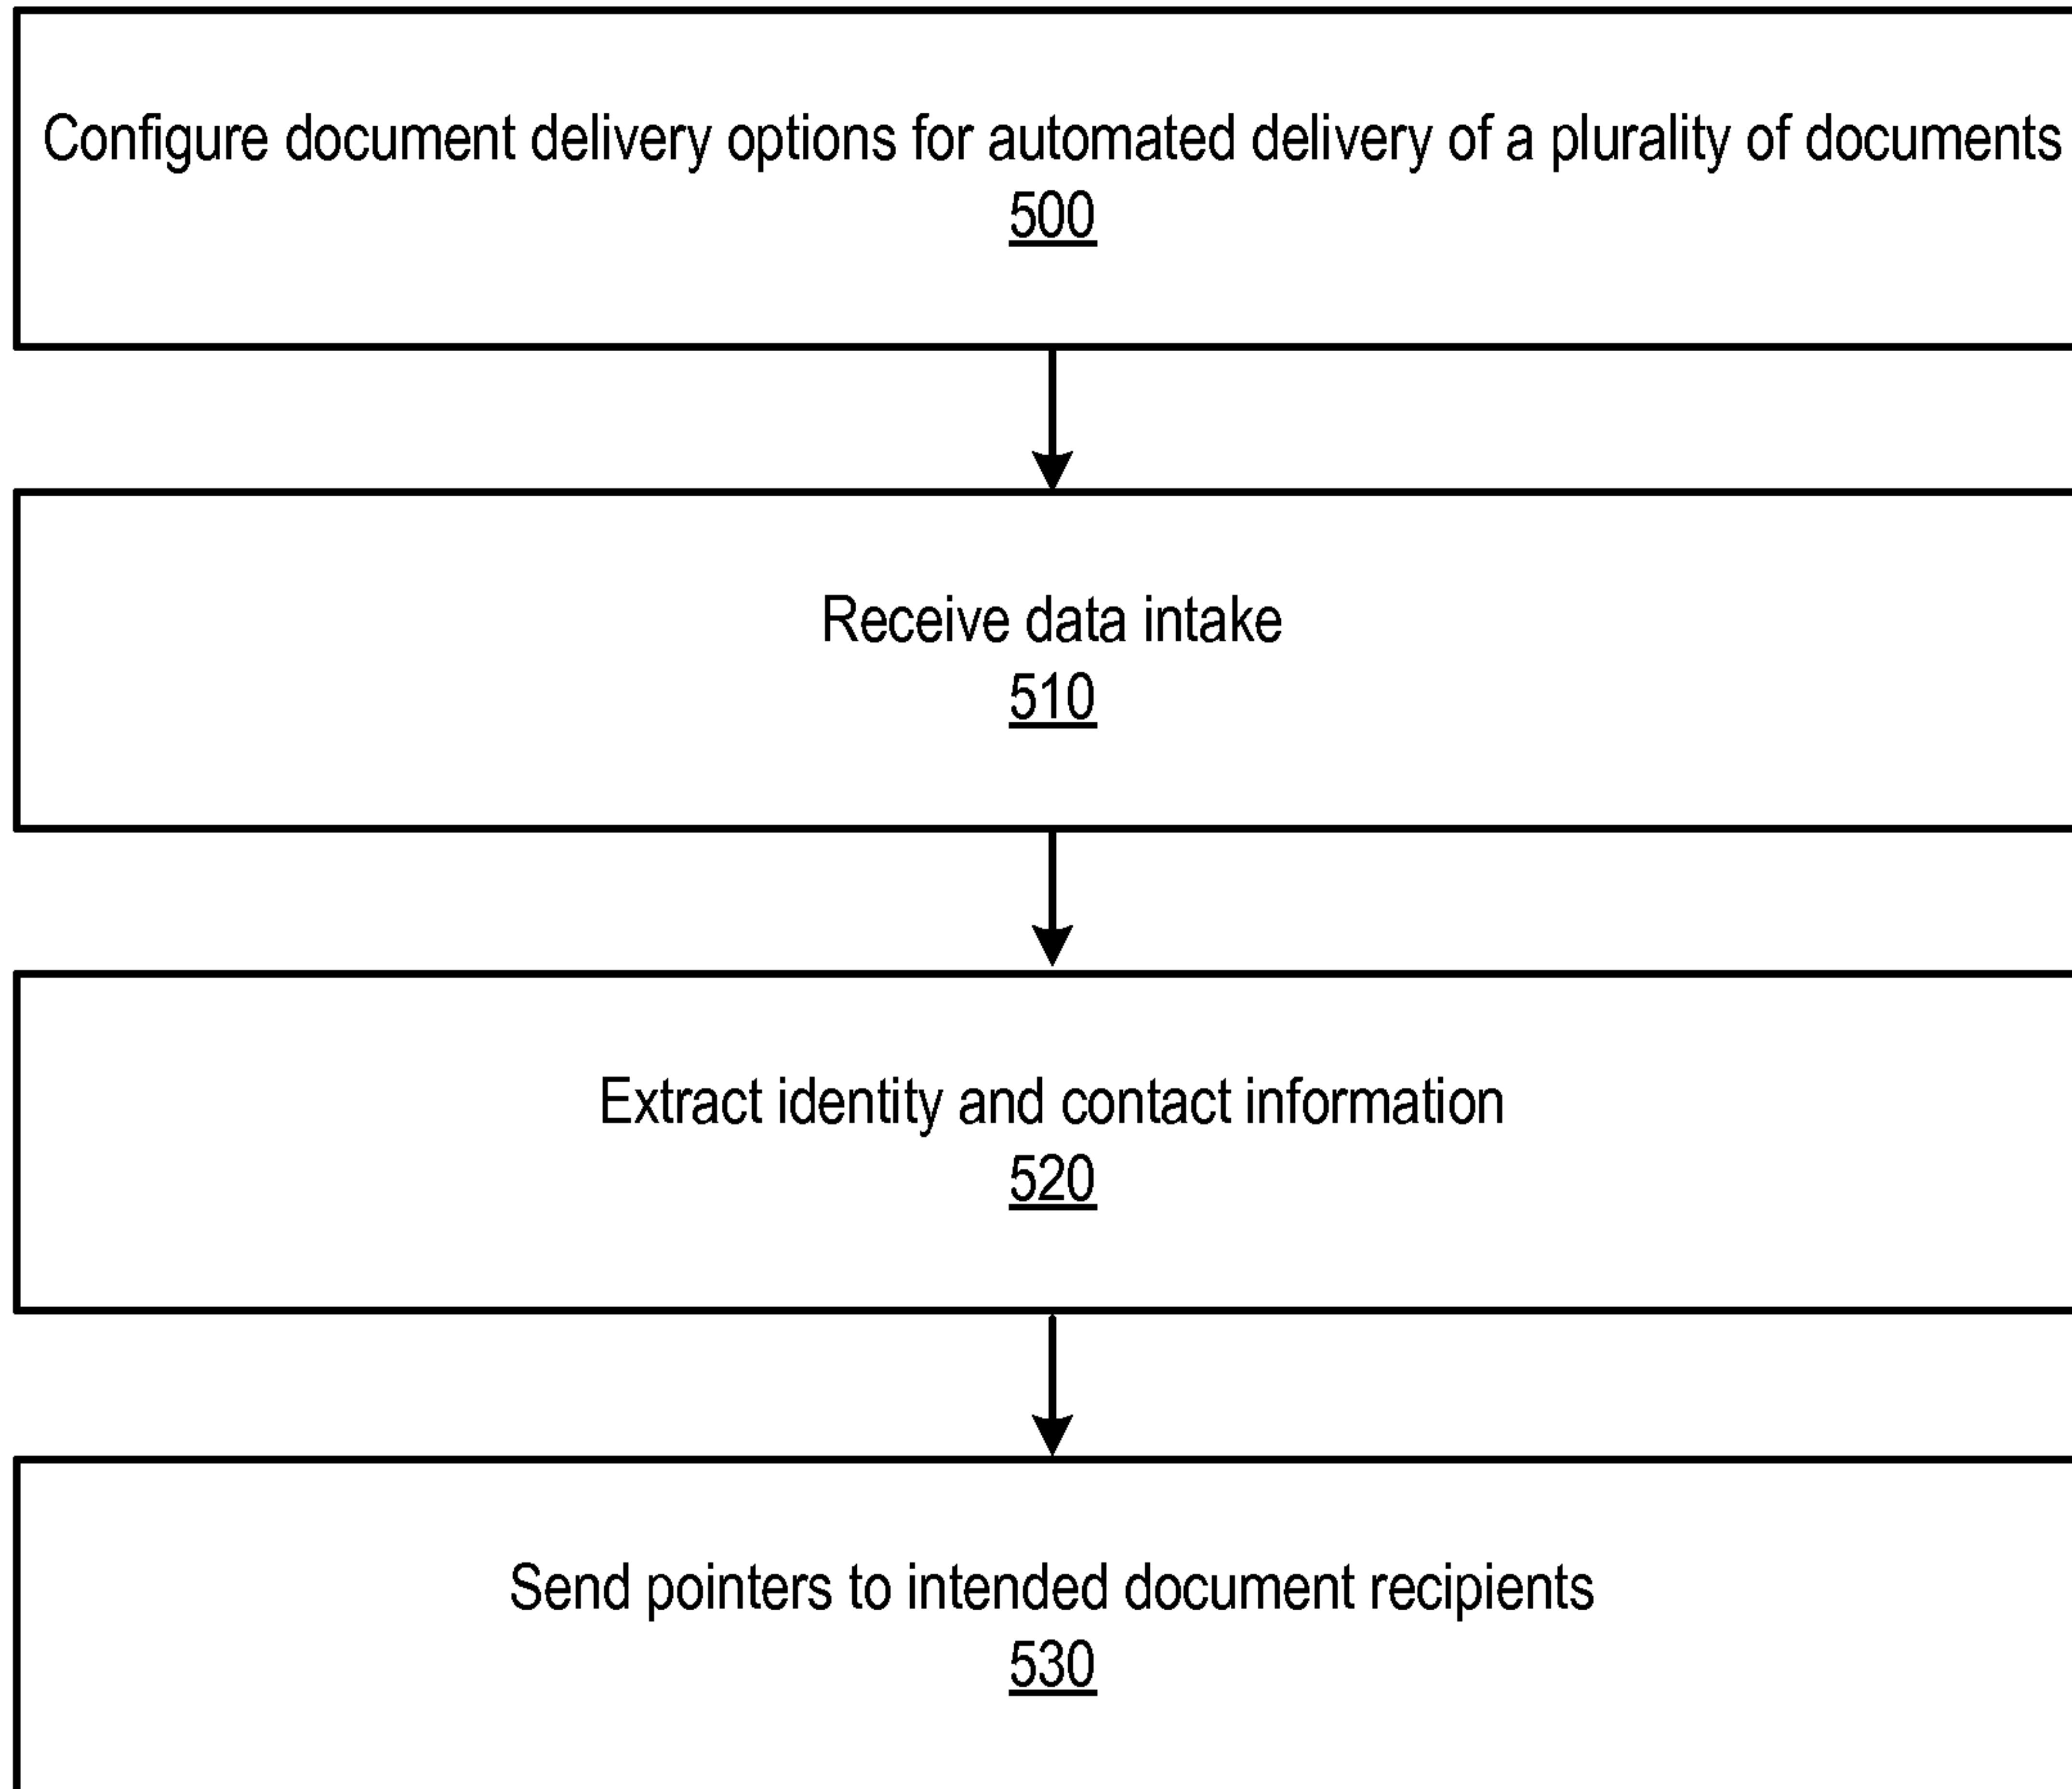 Configure document delivery options for automated delivery of a plurality of documents
500
Receive data intake
510
Extract identity and contact information
520
Send pointers to intended document recipients
530